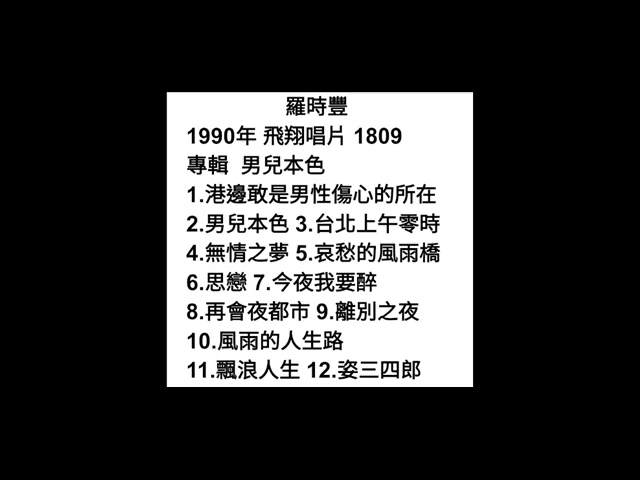 羅時豐
1990年 飛翔唱片 1809
專輯 男兒本色
1.港邊敢是男性傷心的所在
2.男兒本色 3.台北上午零時
4.無情之夢 5.哀愁的風雨橋
6.思戀 7.今夜我要醉
8.再會夜都市 9.離別之夜
10.風雨的人生路
11.飄浪人生 12.姿三四郎